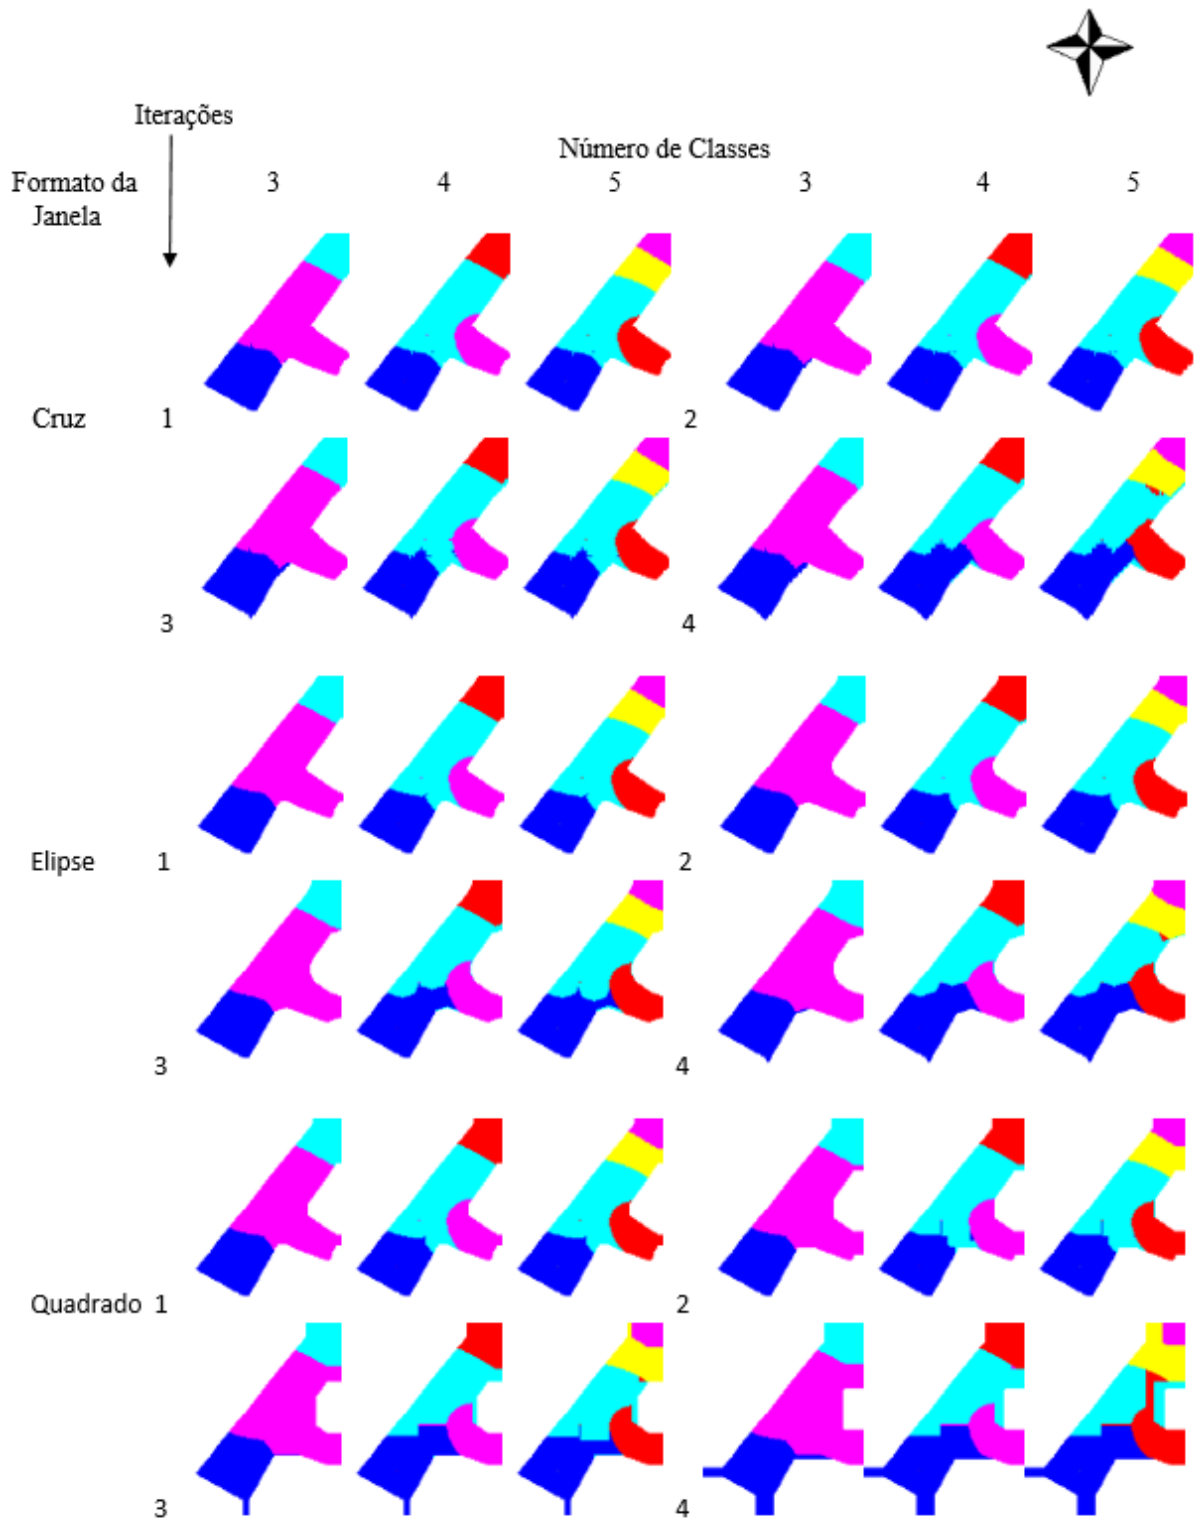 Iterações
Número de Classes
Formato da Janela
3 4 5 3 4 5
Cruz 1 2
3 4
Elipse 1 2
3 4
Quadrado 1 2
3 4